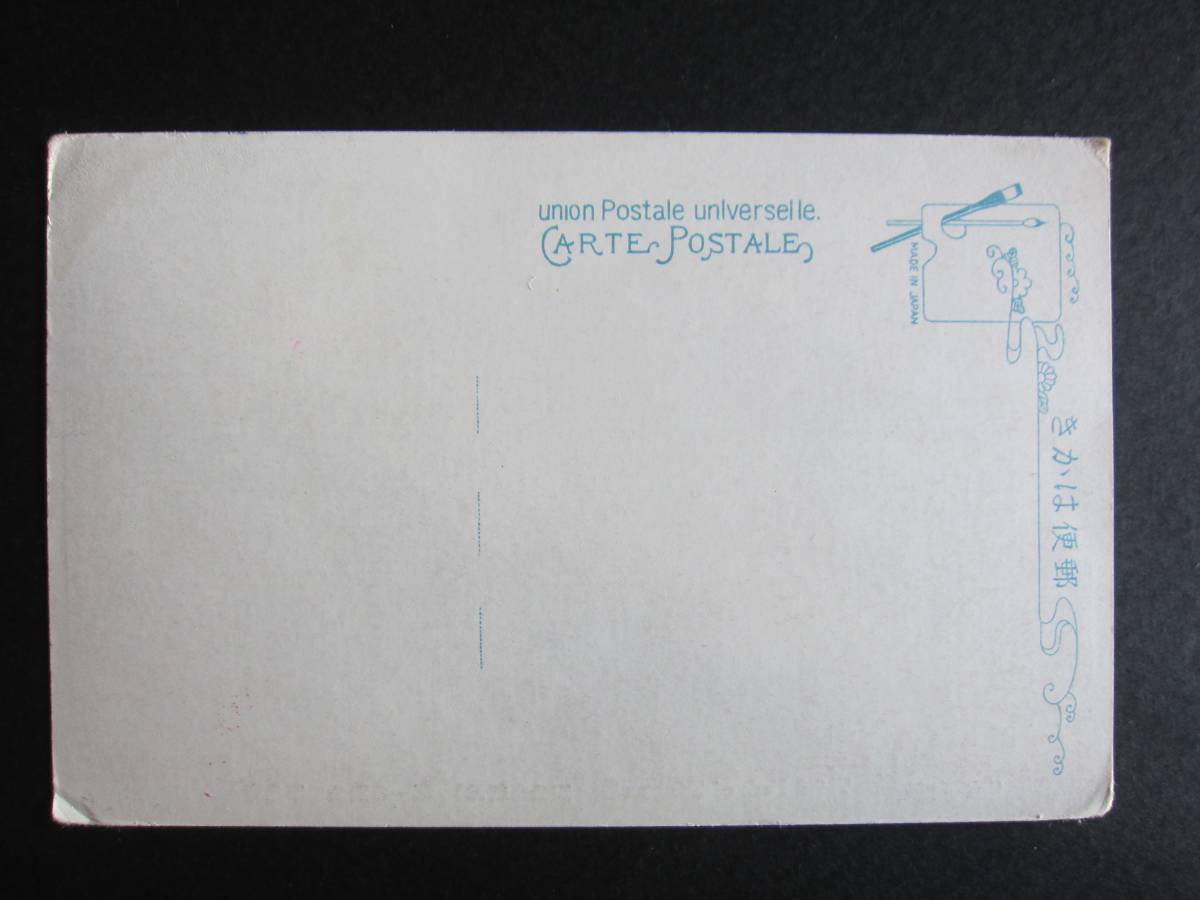 union Postale universelle.
CARTE POSTALE
MADE IN JAPAN
郵便はかき